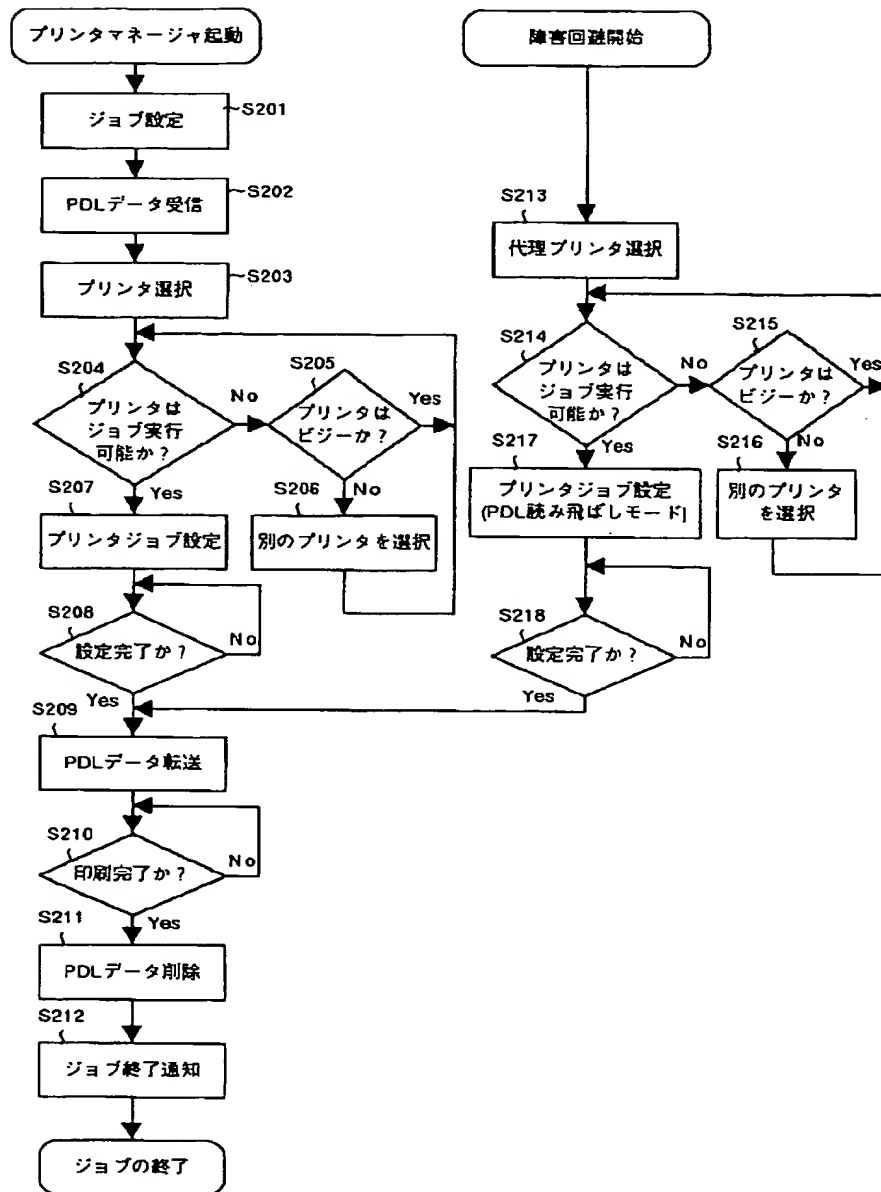 プリンタマネージャ起動
ジョブ設定
S201
PDLデータ受信
S202
プリンタ選択
S203
S204
プリンタは
ジョブ実行
可能か？
No
Yes
S205
プリンタは
ビジーか？
Yes
No
S206
別のプリンタを選択
S207
プリンタジョブ設定
S208
設定完了か？
No
Yes
S209
PDLデータ転送
S210
印刷完了か？
No
Yes
S211
PDLデータ削除
S212
ジョブ終了通知
ジョブの終了
障害回避開始
S213
代理プリンタ選択
S214
プリンタは
ジョブ実行
可能か？
No
Yes
S215
プリンタは
ビジーか？
Yes
No
S216
別のプリンタ
を選択
S217
プリンタジョブ設定
(PDL読み飛ばしモード]
S218
設定完了か？
No
Yes